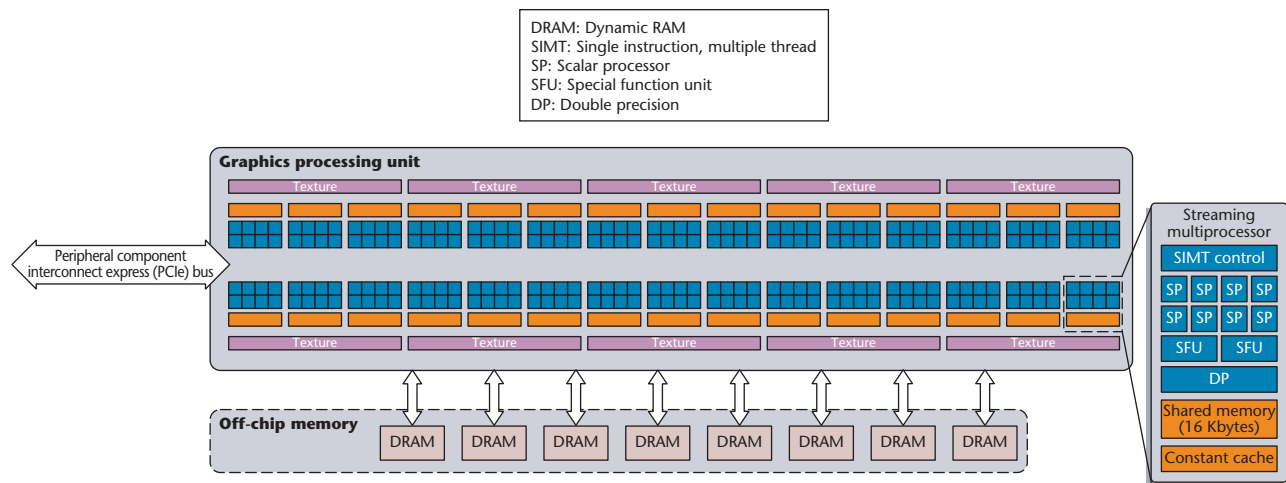 DRAM: Dynamic RAM
SIMT: Single instruction, multiple thread
SP: Scalar processor
SFU: Special function unit
DP: Double precision
Graphics processing unit
Texture Texture Texture Texture Texture
Peripheral component
interconnect express (PCIe) bus
Texture Texture Texture Texture Texture
Off-chip memory
DRAM DRAM DRAM DRAM DRAM DRAM DRAM DRAM
Streaming
multiprocessor
SIMT control
SP SP SP SP
SP SP SP SP
SFU SFU
DP
Shared memory
(16 Kbytes)
Constant cache